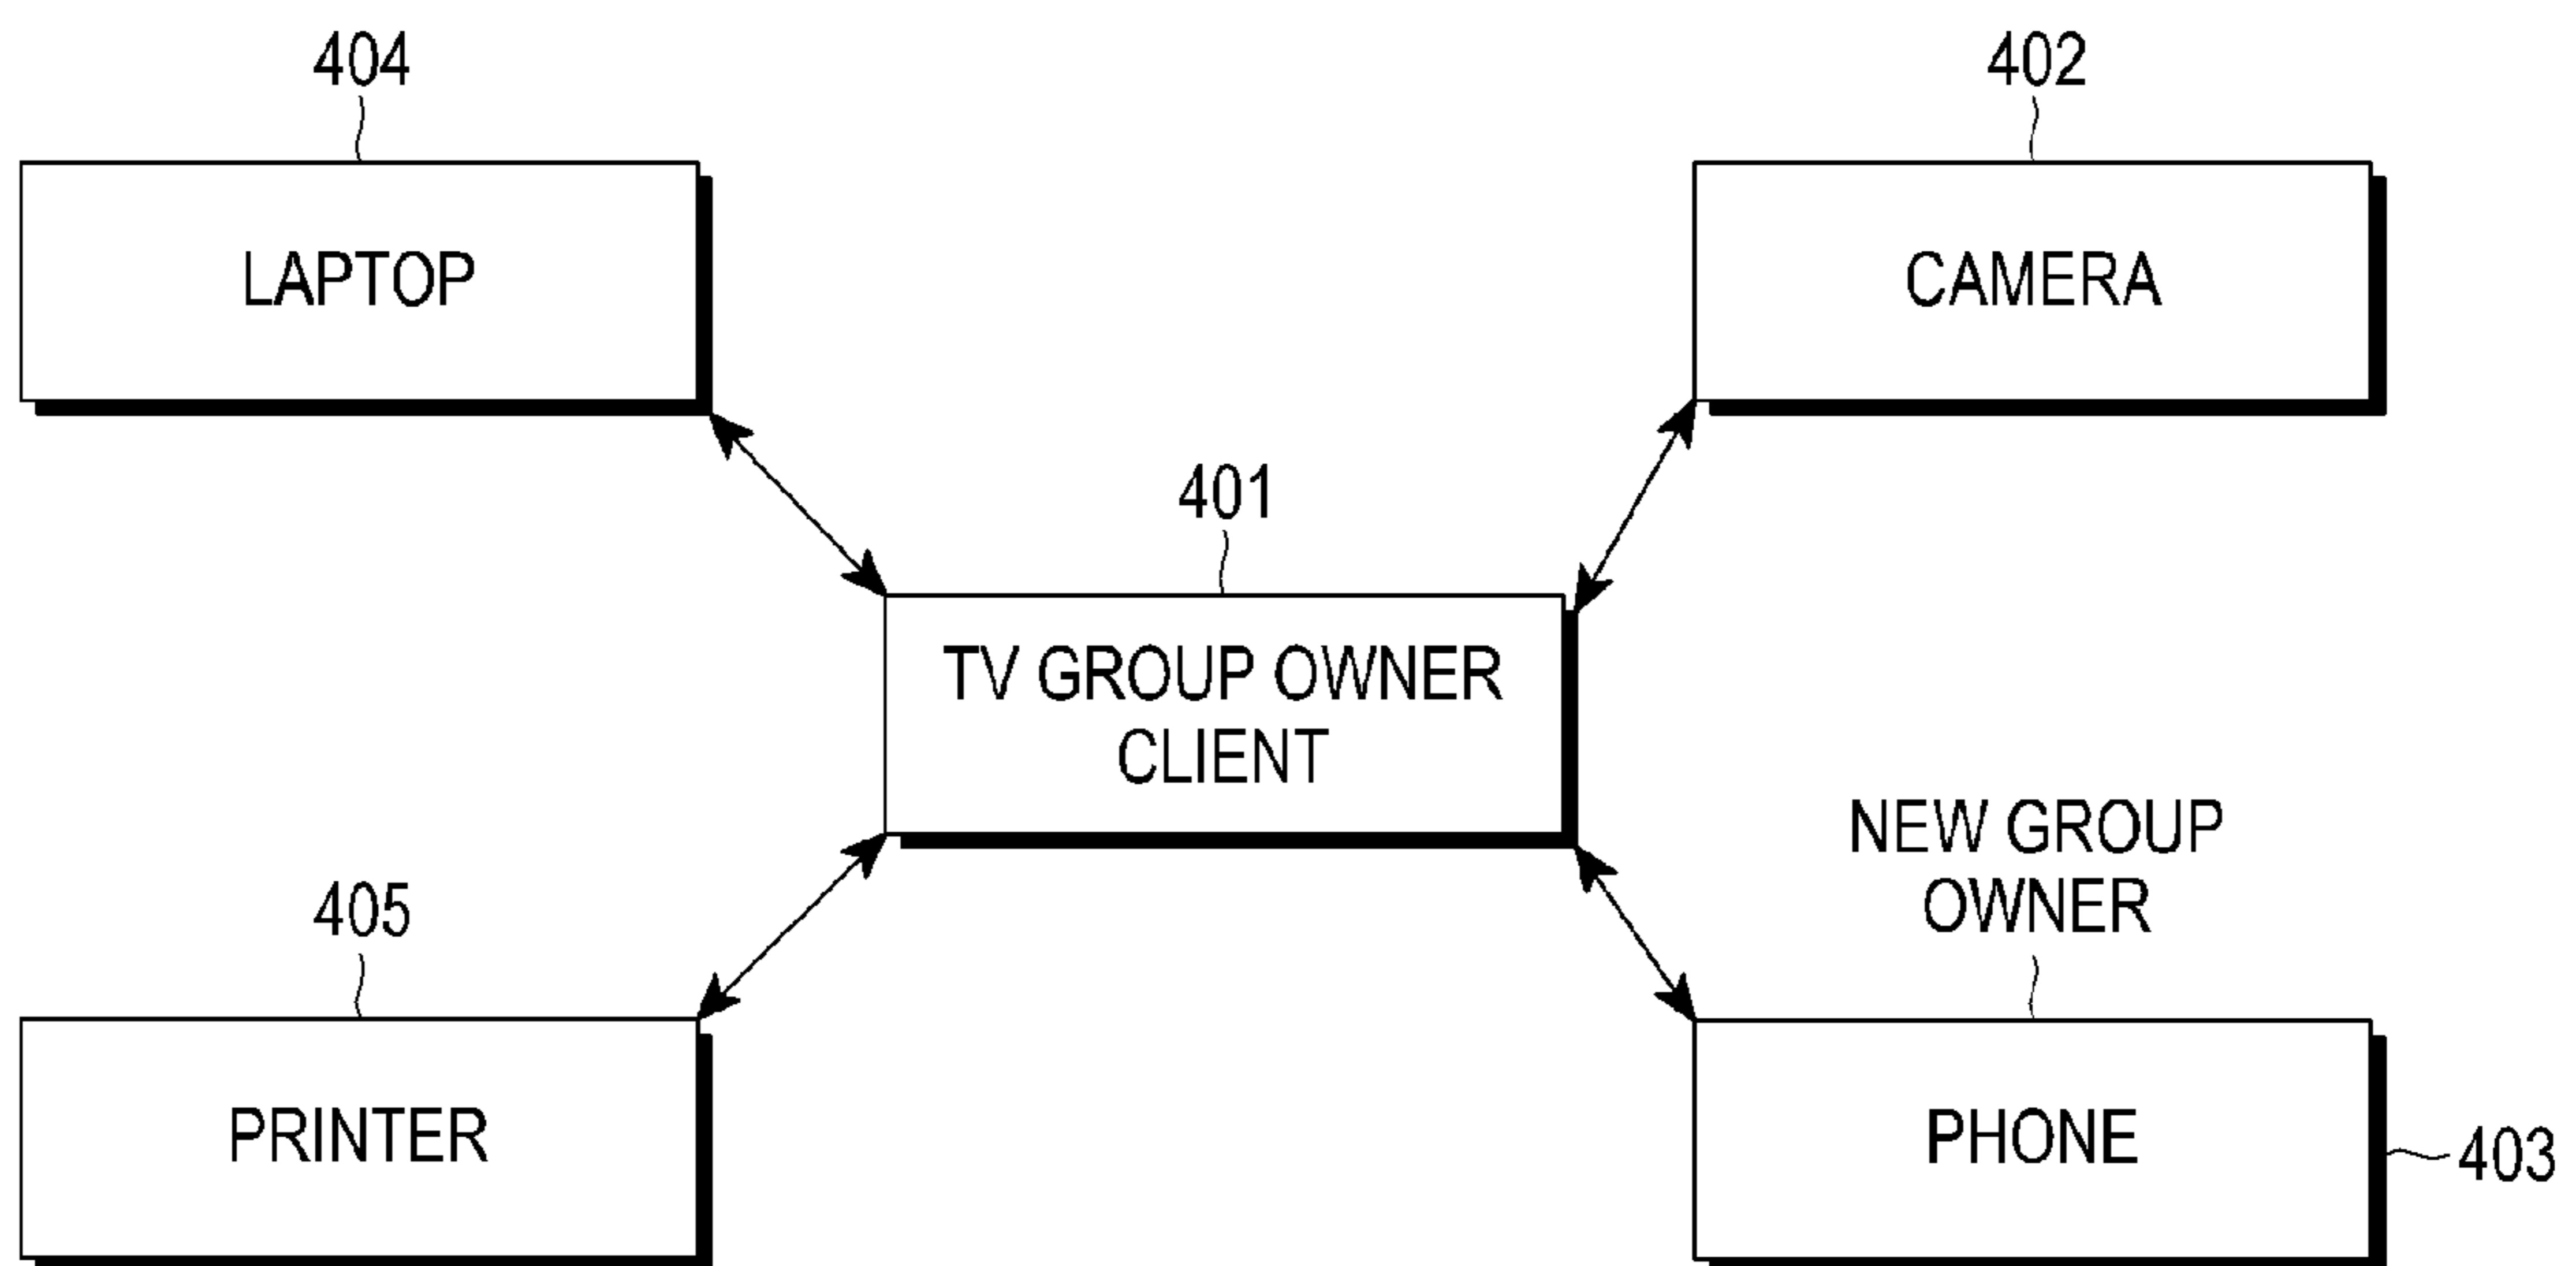 404
402
LAPTOP
CAMERA
401
TV GROUP OWNER
CLIENT
NEW GROUP
OWNER
405
PRINTER
PHONE
403